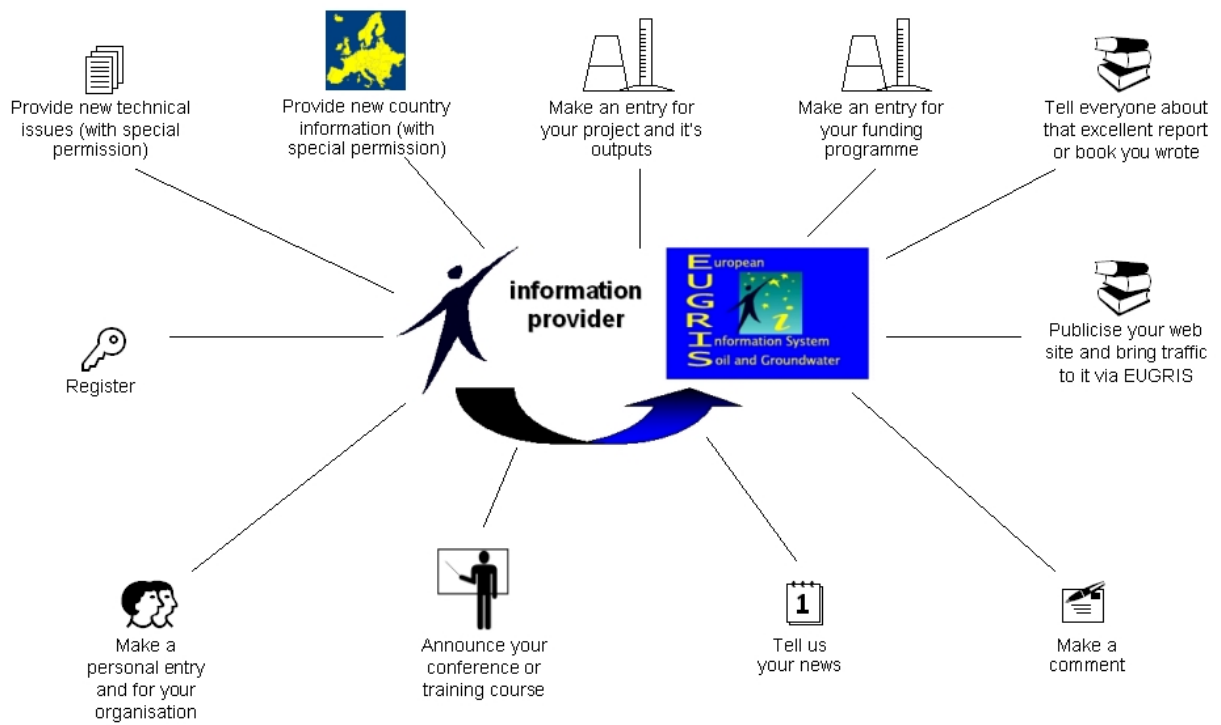 Provide new technical
issues (with special
permission)
Provide new country
information (with
special permission)
Make an entry for
your project and it's
outputs
Make an entry for
your funding
programme
Tell everyone about
that excellent report
or book you wrote
information
provider
European
EUGRIS
i
Information System
Soil and Groundwater
Register
Publicise your web
site and bring traffic
to it via EUGRIS
Make a
personal entry
and for your
organisation
Announce your
conference or
training course
1
Tell us
your news
Make a
comment